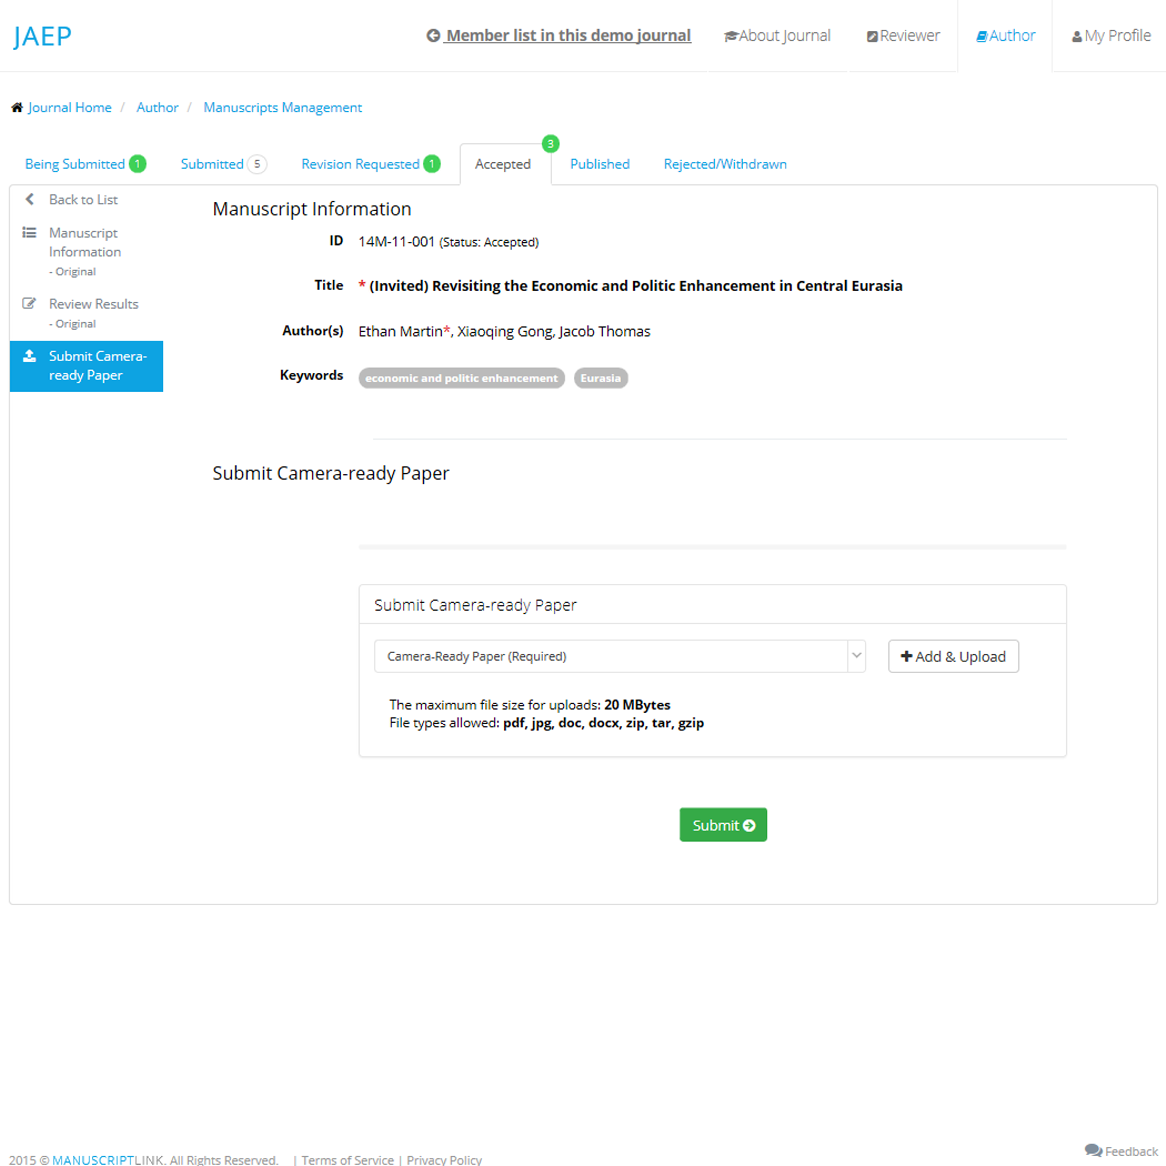 JAEP
Member list in this demo journal
About Journal
Reviewer
Author
My Profile
Journal Home / Author / Manuscripts Management
Being Submitted 1
Submitted 5
Revision Requested 1
Accepted 3
Published
Rejected/Withdrawn
Back to List
Manuscript
Information
- Original
Review Results
- Original
Submit Camera-
ready Paper
Manuscript Information
ID 14M-11-001 (Status: Accepted)
Title * (Invited) Revisiting the Economic and Politic Enhancement in Central Eurasia
Author(s) Ethan Martin*, Xiaoqing Gong, Jacob Thomas
Keywords economic and politic enhancement Eurasia
Submit Camera-ready Paper
Submit Camera-ready Paper
Camera-Ready Paper (Required)
Add & Upload
The maximum file size for uploads: 20 MBytes
File types allowed: pdf, jpg, doc, docx, zip, tar, gzip
Submit
Feedback
2015 © MANUSCRIPTLINK. All Rights Reserved. | Terms of Service | Privacy Policy